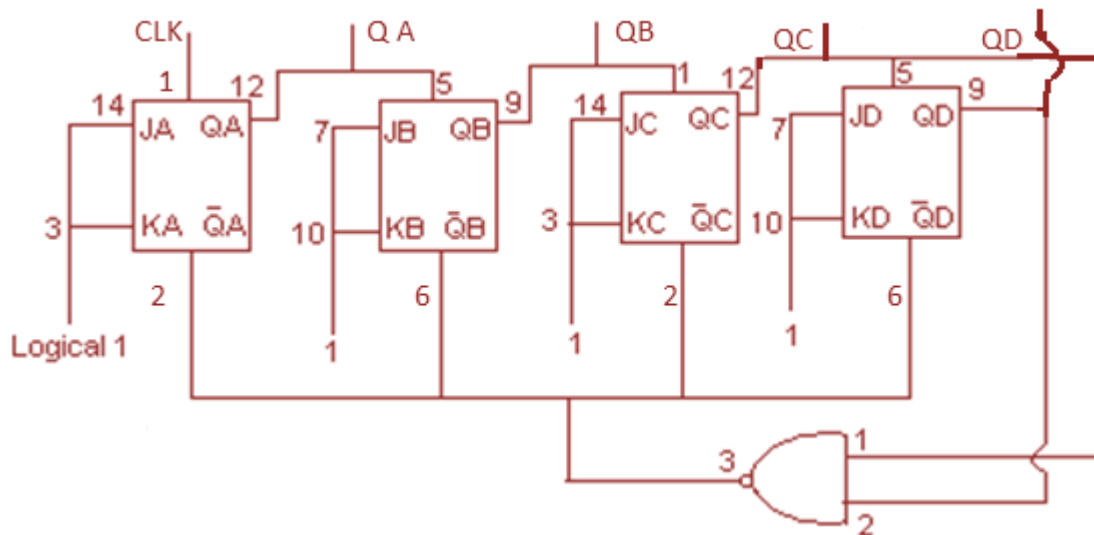 CLK Q A QB QC QD
1 12 5 9 1 12 5 9
14 JA QA 7 JB QB 14 JC QC 7 JD QD
3 KA Q̅A 10 KB Q̅B 3 KC Q̅C 10 KD Q̅D
2 6 2 6
Logical 1 1 1 1
3 1
2